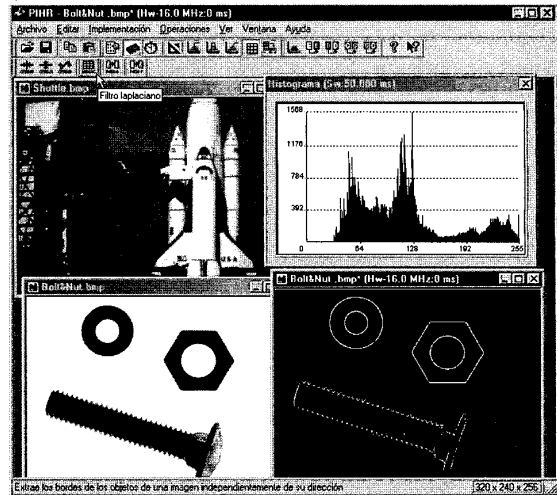 PIHR - Bolt&Nut .bmp* (Hw-16.0 MHz:0 ms)
Archivo Editar Implementación Operaciones Ver Ventana Ayuda
Shuttle.bmp
Filtro laplaciano
Histograma (Sw:50.000 ms)
1568
1176
784
392
0 64 128 192 255
USA
Bolt&Nut.bmp
Bolt&Nut .bmp* (Hw-16.0 MHz:0 ms)
Extrae los bordes de los objetos de una imagen independientemente de su dirección
320 x 240 x 256